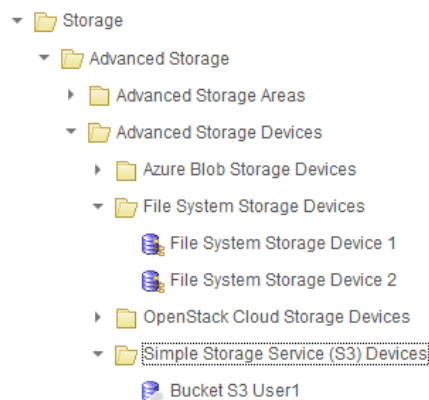 Storage
Advanced Storage
Advanced Storage Areas
Advanced Storage Devices
Azure Blob Storage Devices
File System Storage Devices
File System Storage Device 1
File System Storage Device 2
OpenStack Cloud Storage Devices
Simple Storage Service (S3) Devices
Bucket S3 User1